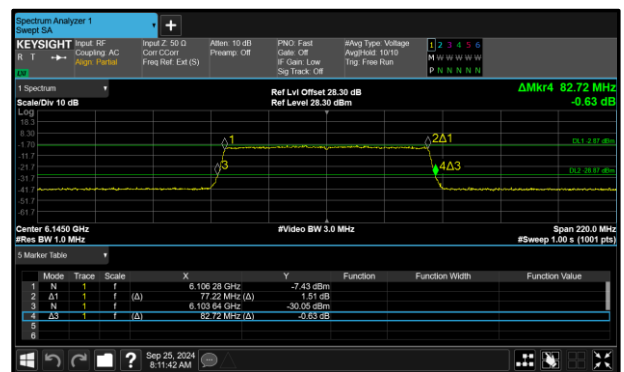 Spectrum Analyzer 1
Swept SA
KEYSIGHT Input: RF Input Z: 50 Ω Atten: 10 dB PNO: Fast #Avg Type: Voltage 1 2 3 4 5 6
R T Coupling: AC Corr CCorr Preamp: Off Gate: Off Avg|Hold: 10/10 M W W W W W
Align: Partial Freq Ref: Ext (S) IF Gain: Low Trig: Free Run
Sig Track: Off P N N N N N
1 Spectrum Ref Lvl Offset 28.30 dB ΔMkr4 82.72 MHz
Scale/Div 10 dB Ref Level 28.30 dBm -0.63 dB
Log
18.3
8.30
-1.70 1 2Δ1 DL1 -2.87 dBm
-11.7
-21.7 3 4Δ3
-31.7 DL2 -28.87 dBm
-41.7
-51.7
-61.7
Center 6.1450 GHz #Video BW 3.0 MHz Span 220.0 MHz
#Res BW 1.0 MHz #Sweep 1.00 s (1001 pts)
5 Marker Table
Mode Trace Scale X Y Function Function Width Function Value
1 N 1 f 6.106 28 GHz -7.43 dBm
2 Δ1 1 f (Δ) 77.22 MHz (Δ) 1.51 dB
3 N 1 f 6.103 64 GHz -30.05 dBm
4 Δ3 1 f (Δ) 82.72 MHz (Δ) -0.63 dB
5
6
? Sep 25, 2024
8:11:42 AM